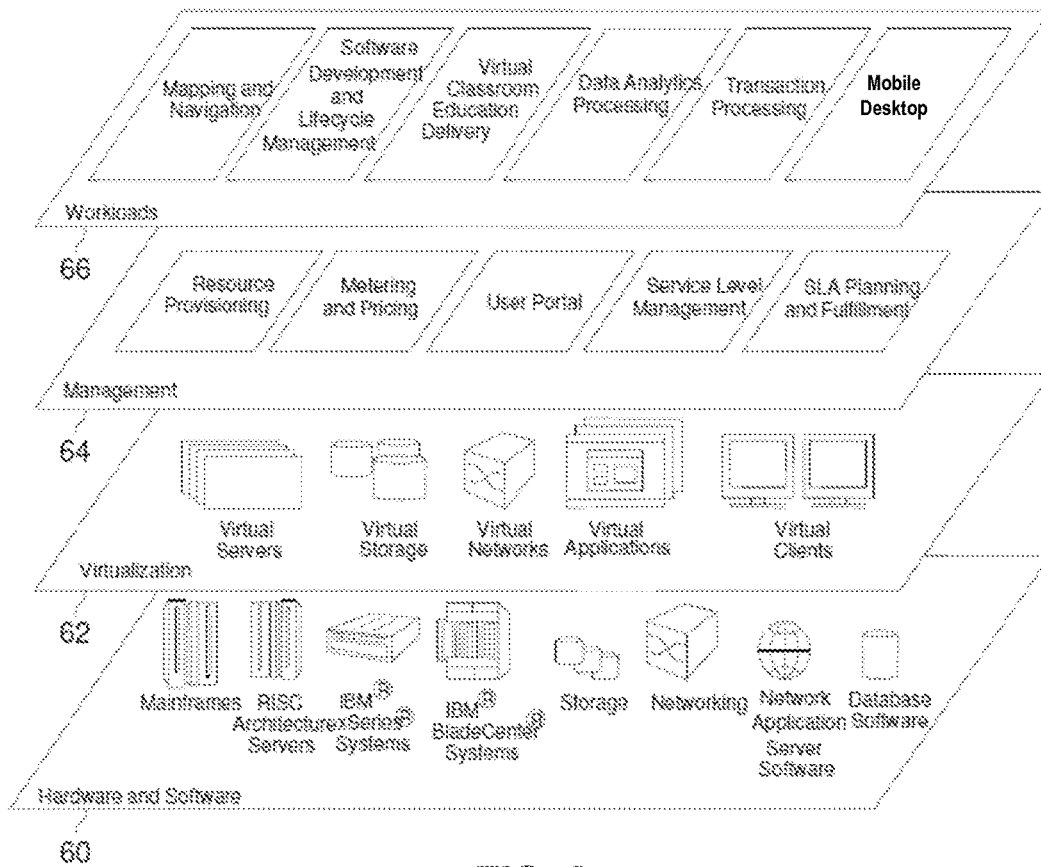 Mapping and
Navigation
Software
Development
and
Lifecycle
Management
Virtual
Classroom
Education
Delivery
Data Analytics
Processing
Transaction
Processing
Mobile
Desktop
Workloads
66
Resource
Provisioning
Metering
and Pricing
User Portal
Service Level
Management
SLA Planning
and Fulfillment
Management
64
Virtual
Servers
Virtual
Storage
Virtual
Networks
Virtual
Applications
Virtual
Clients
Virtualization
62
Mainframes
RISC
Architecture
Servers
IBM®
xSeries®
Systems
IBM®
BladeCenter®
Systems
Storage
Networking
Network
Application
Server
Software
Database
Software
Hardware and Software
60